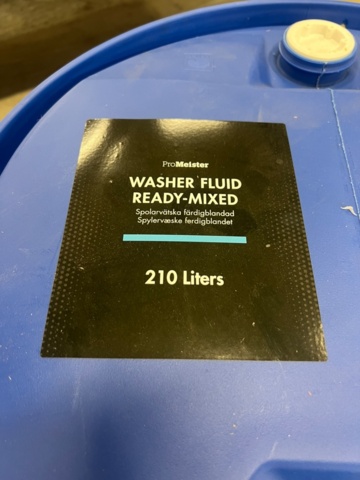 ProMeister
WASHER FLUID
READY-MIXED
Spolarvätska färdigblandad
Spylervæske ferdigblandet
210 Liters